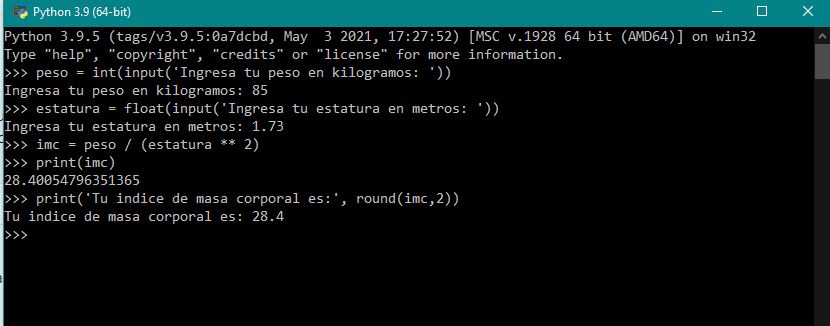 Python 3.9 (64-bit)
Python 3.9.5 (tags/v3.9.5:0a7dcbd, May  3 2021, 17:27:52) [MSC v.1928 64 bit (AMD64)] on win32
Type "help", "copyright", "credits" or "license" for more information.
>>> peso = int(input('Ingresa tu peso en kilogramos: '))
Ingresa tu peso en kilogramos: 85
>>> estatura = float(input('Ingresa tu estatura en metros: '))
Ingresa tu estatura en metros: 1.73
>>> imc = peso / (estatura ** 2)
>>> print(imc)
28.40054796351365
>>> print('Tu indice de masa corporal es:', round(imc,2))
Tu indice de masa corporal es: 28.4
>>>